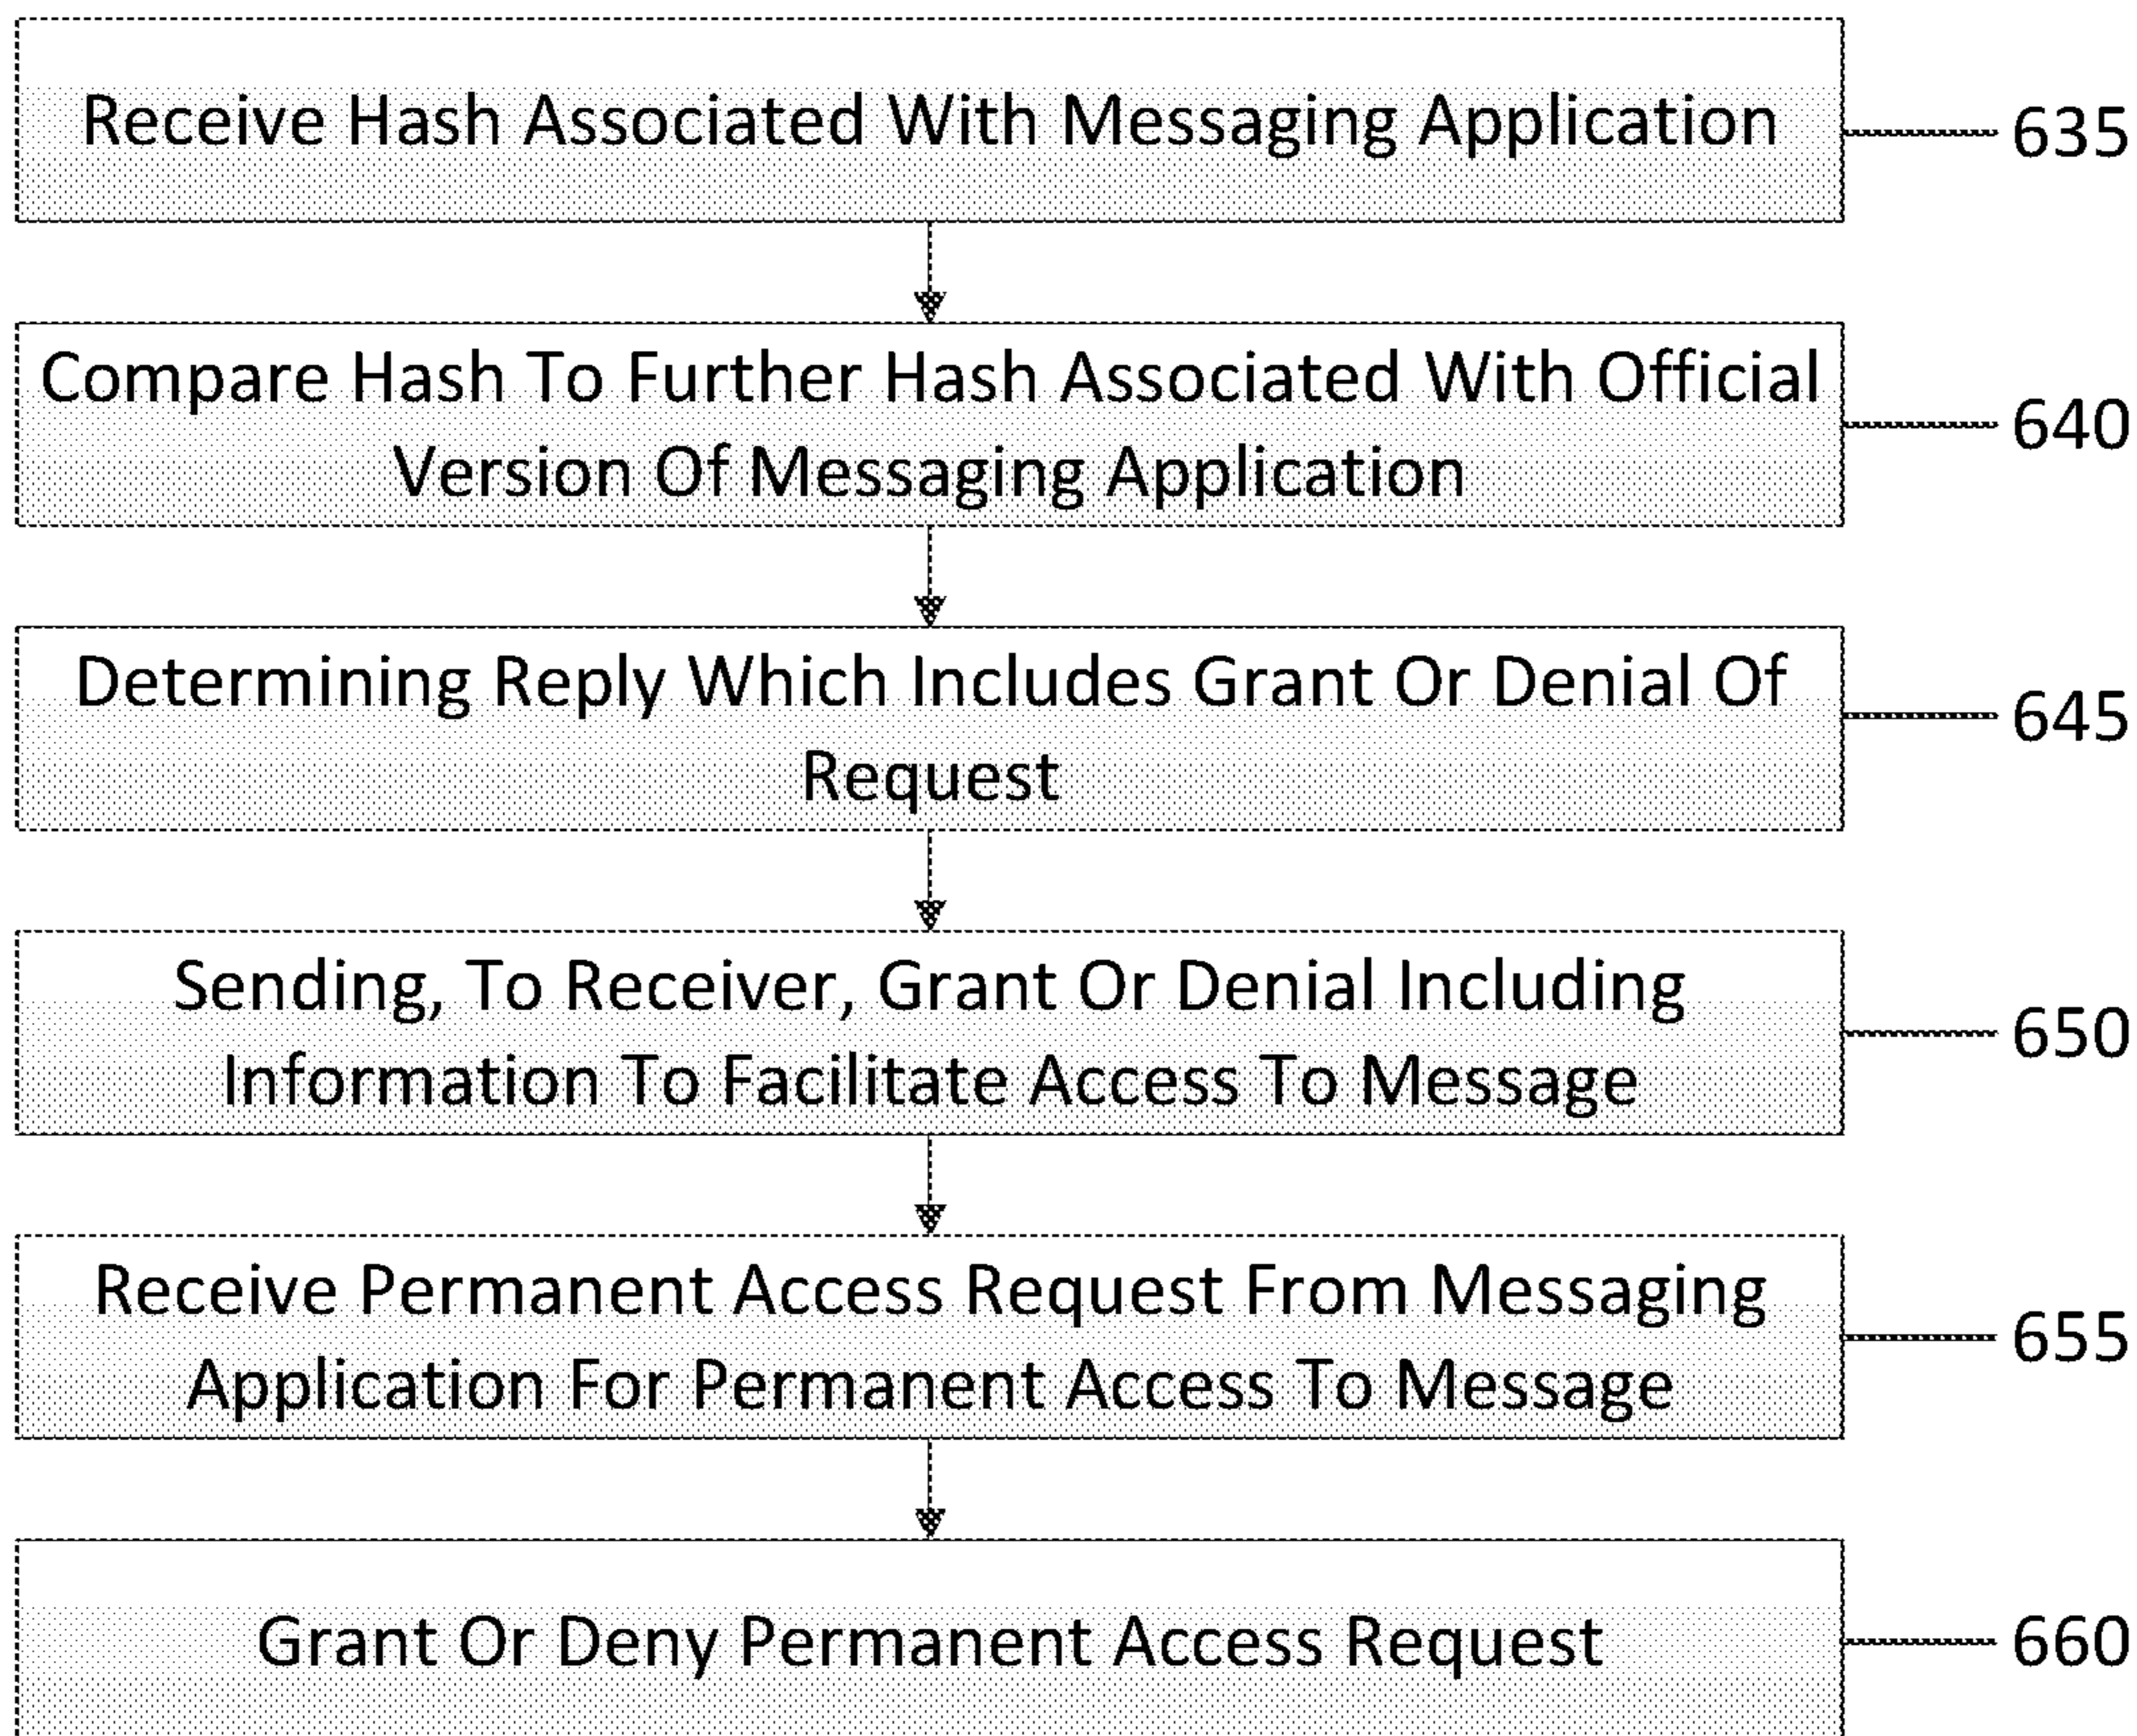 Receive Hash Associated With Messaging Application
635
Compare Hash To Further Hash Associated With Official
Version Of Messaging Application
640
Determining Reply Which Includes Grant Or Denial Of
Request
645
Sending, To Receiver, Grant Or Denial Including
Information To Facilitate Access To Message
650
Receive Permanent Access Request From Messaging
Application For Permanent Access To Message
655
Grant Or Deny Permanent Access Request
660